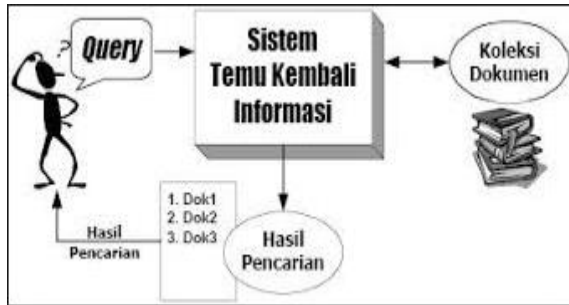 ?
Query
Sistem
Temu Kembali
Informasi
Koleksi
Dokumen
1. Dok1
2. Dok2
3. Dok3
Hasil
Pencarian
Hasil
Pencarian